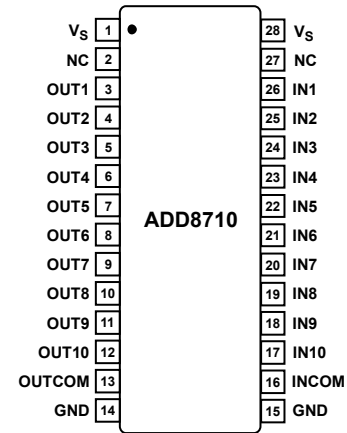 VS 1 28 VS
NC 2 27 NC
OUT1 3 26 IN1
OUT2 4 25 IN2
OUT3 5 24 IN3
OUT4 6 23 IN4
OUT5 7 22 IN5
ADD8710
OUT6 8 21 IN6
OUT7 9 20 IN7
OUT8 10 19 IN8
OUT9 11 18 IN9
OUT10 12 17 IN10
OUTCOM 13 16 INCOM
GND 14 15 GND